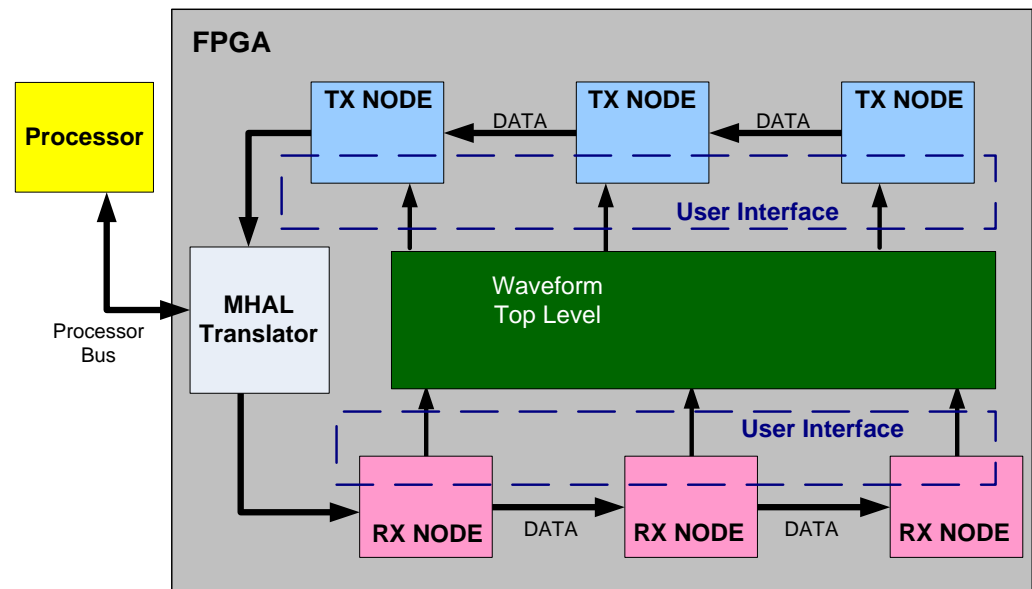 FPGA
Processor
TX NODE
TX NODE
TX NODE
DATA
DATA
User Interface
MHAL
Translator
Waveform
Top Level
Processor
Bus
User Interface
RX NODE
RX NODE
RX NODE
DATA
DATA